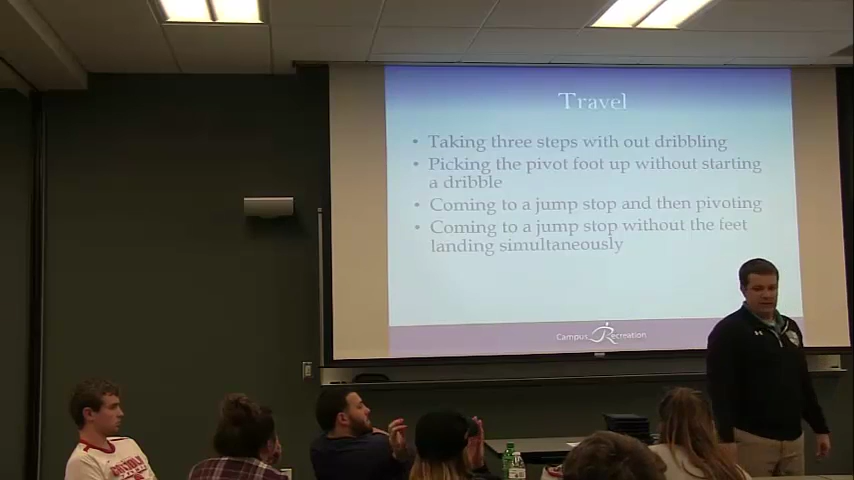 Travel
• Taking three steps with out dribbling
• Picking the pivot foot up without starting
a dribble
• Coming to a jump stop and then pivoting
• Coming to a jump stop without the feet
landing simultaneously
Campus Recreation